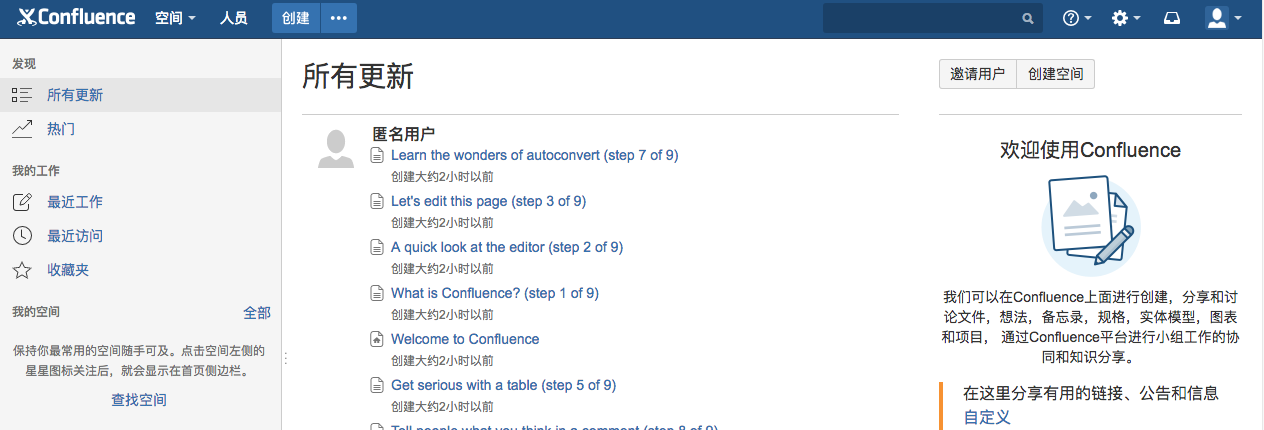 Confluence 空间 人员 创建
发现
所有更新
热门
我的工作
最近工作
最近访问
收藏夹
我的空间 全部
保持你最常用的空间随手可及。点击空间左侧的
星星图标关注后，就会显示在首页侧边栏。
查找空间
所有更新
匿名用户
Learn the wonders of autoconvert (step 7 of 9)
创建大约2小时以前
Let's edit this page (step 3 of 9)
创建大约2小时以前
A quick look at the editor (step 2 of 9)
创建大约2小时以前
What is Confluence? (step 1 of 9)
创建大约2小时以前
Welcome to Confluence
创建大约2小时以前
Get serious with a table (step 5 of 9)
创建大约2小时以前
Tell people what you think in a comment (step 8 of 9)
邀请用户 创建空间
欢迎使用Confluence
我们可以在Confluence上面进行创建，分享和讨
论文件，想法，备忘录，规格，实体模型，图表
和项目， 通过Confluence平台进行小组工作的协
同和知识分享。
在这里分享有用的链接、公告和信息
自定义